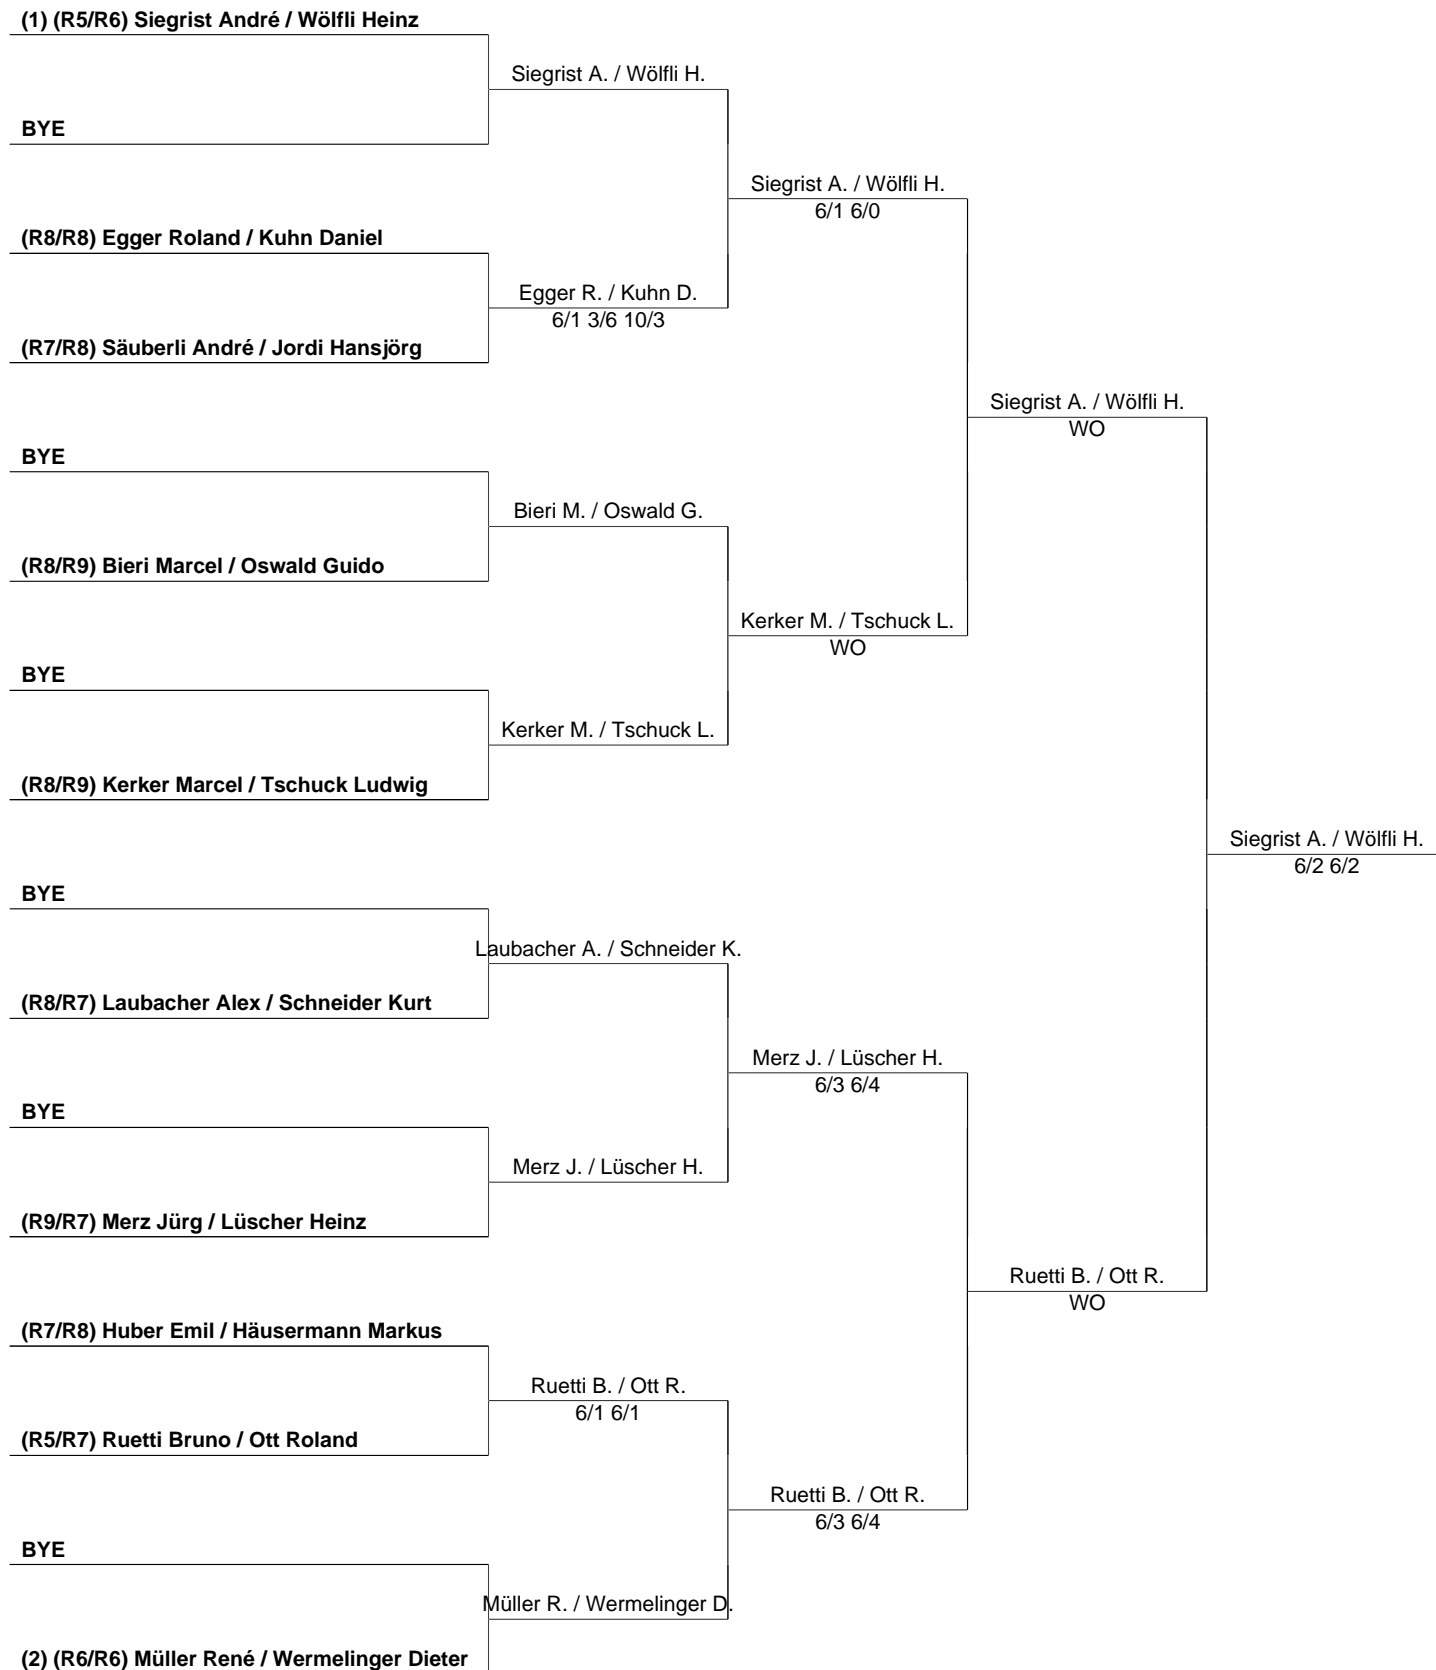 (1) (R5/R6) Siegrist André / Wölfli Heinz
Siegrist A. / Wölfli H.
BYE
Siegrist A. / Wölfli H.
6/1 6/0
(R8/R8) Egger Roland / Kuhn Daniel
Egger R. / Kuhn D.
6/1 3/6 10/3
(R7/R8) Säuberli André / Jordi Hansjörg
Siegrist A. / Wölfli H.
WO
BYE
Bieri M. / Oswald G.
(R8/R9) Bieri Marcel / Oswald Guido
Kerker M. / Tschuck L.
WO
BYE
Kerker M. / Tschuck L.
(R8/R9) Kerker Marcel / Tschuck Ludwig
Siegrist A. / Wölfli H.
6/2 6/2
BYE
Laubacher A. / Schneider K.
(R8/R7) Laubacher Alex / Schneider Kurt
Merz J. / Lüscher H.
6/3 6/4
BYE
Merz J. / Lüscher H.
(R9/R7) Merz Jürg / Lüscher Heinz
Ruetti B. / Ott R.
WO
(R7/R8) Huber Emil / Häusermann Markus
Ruetti B. / Ott R.
6/1 6/1
(R5/R7) Ruetti Bruno / Ott Roland
Ruetti B. / Ott R.
6/3 6/4
BYE
Müller R. / Wermelinger D.
(2) (R6/R6) Müller René / Wermelinger Dieter